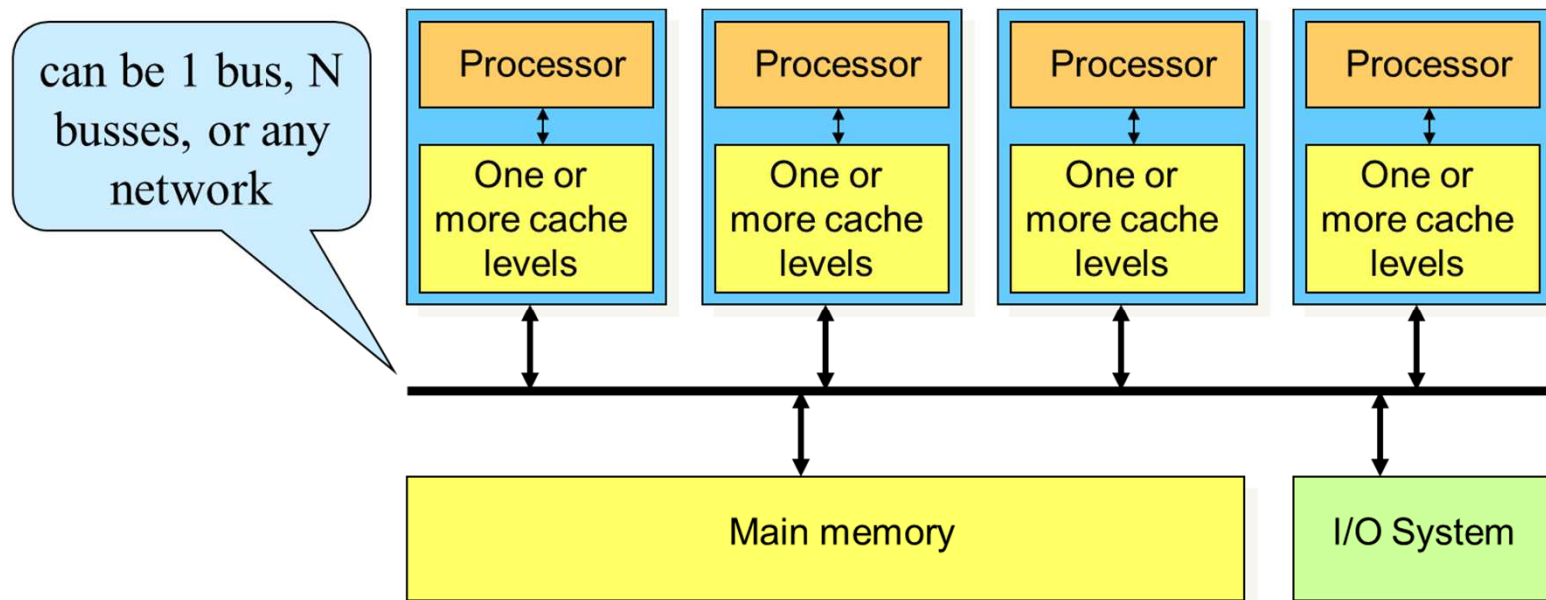 can be 1 bus, N
busses, or any
network
Processor
One or
more cache
levels
Processor
One or
more cache
levels
Processor
One or
more cache
levels
Processor
One or
more cache
levels
Main memory
I/O System